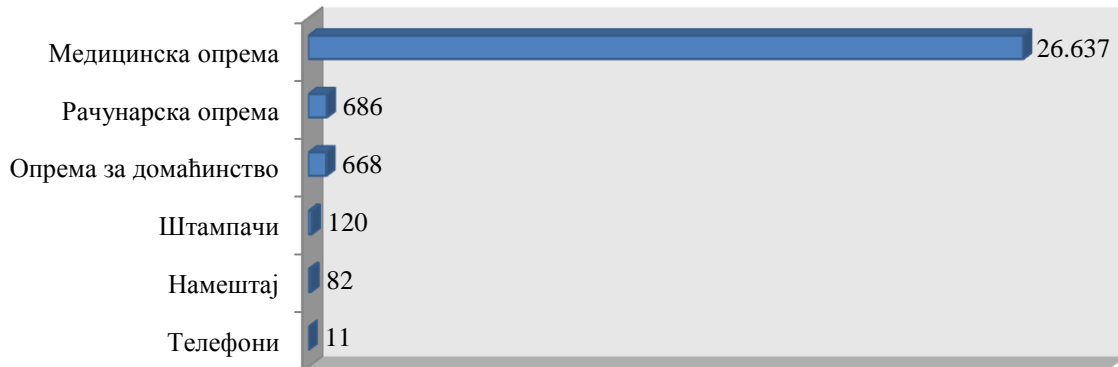 Медицинска опрема 26.637
Рачунарска опрема 686
Опрема за домаћинство 668
Штампачи 120
Намештај 82
Телефони 11